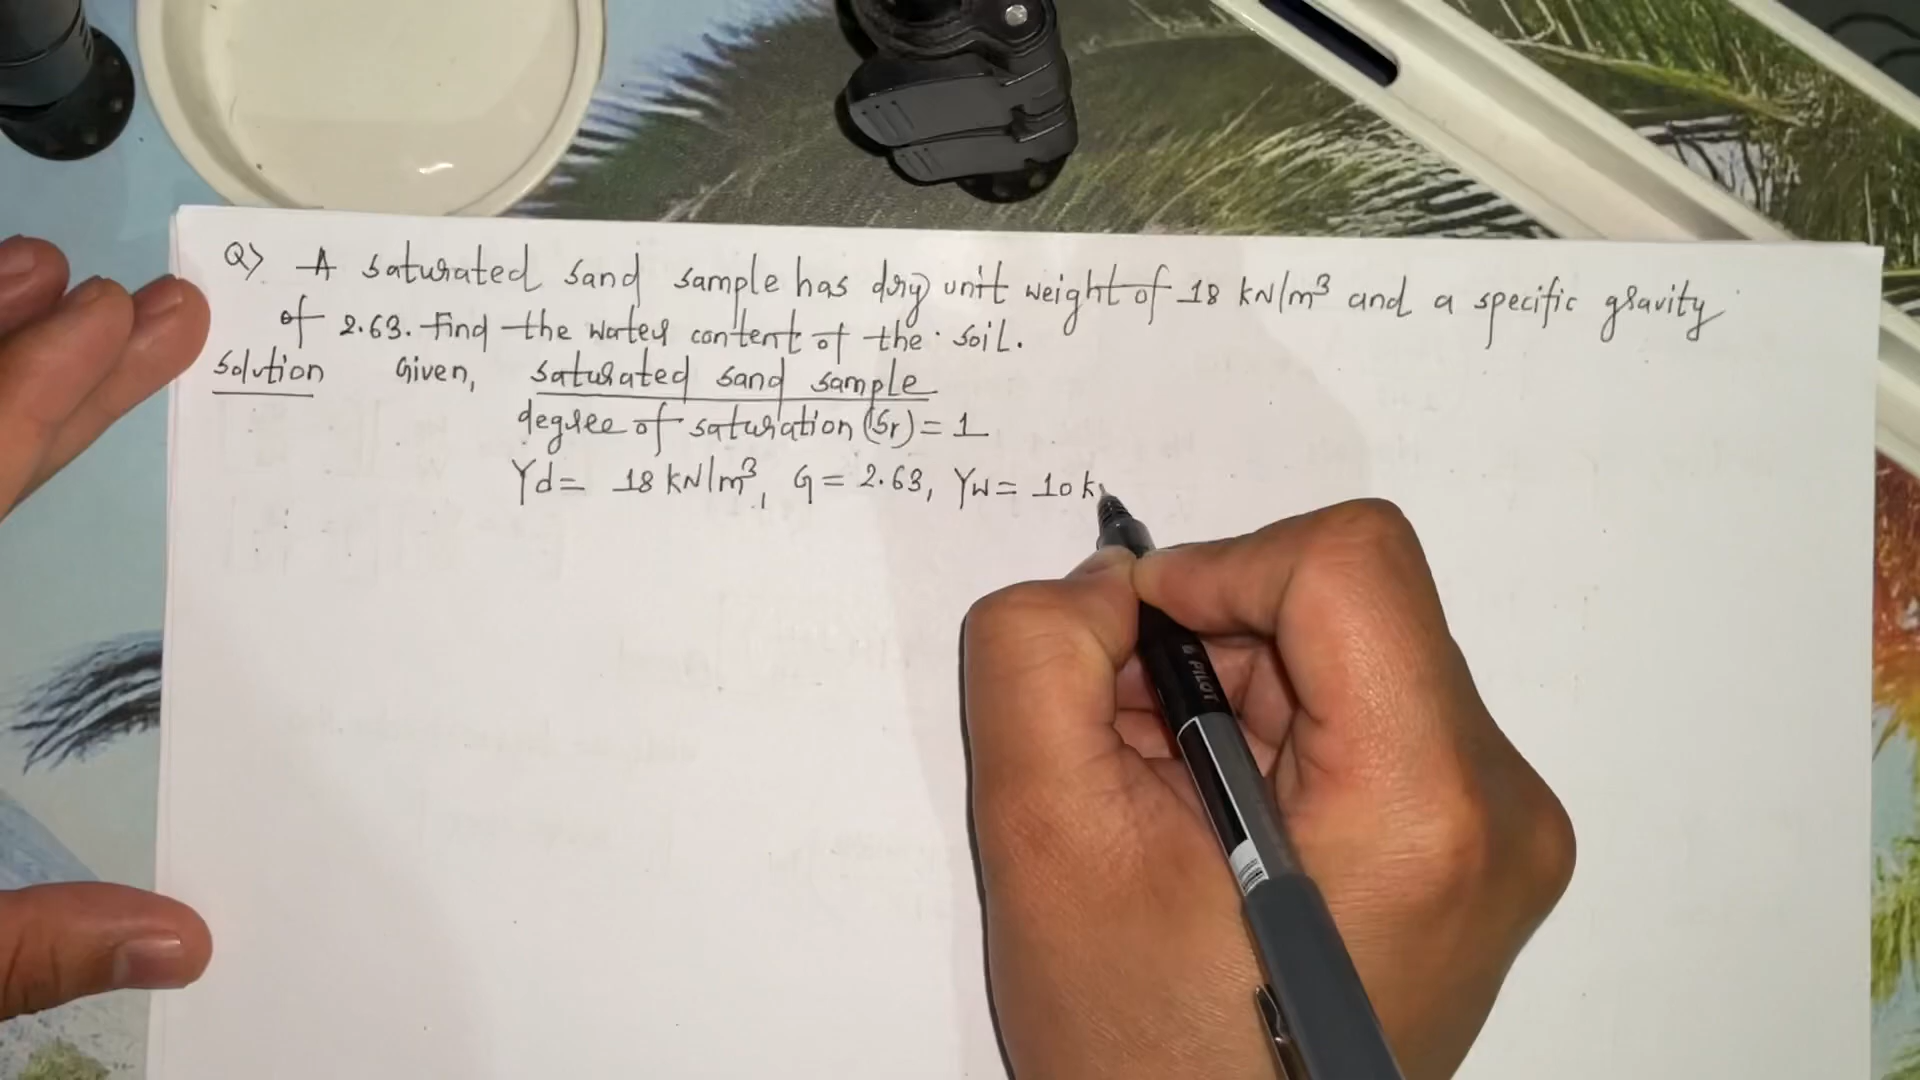 Q) A saturated sand sample has dry unit weight of 18 kN/m³ and a specific gravity
of 2.63. Find the water content of the soil.
Solution Given, saturated sand sample
degree of saturation (Sr) = 1
γd = 18 kN/m³, G = 2.63, γw = 10 k
PILOT